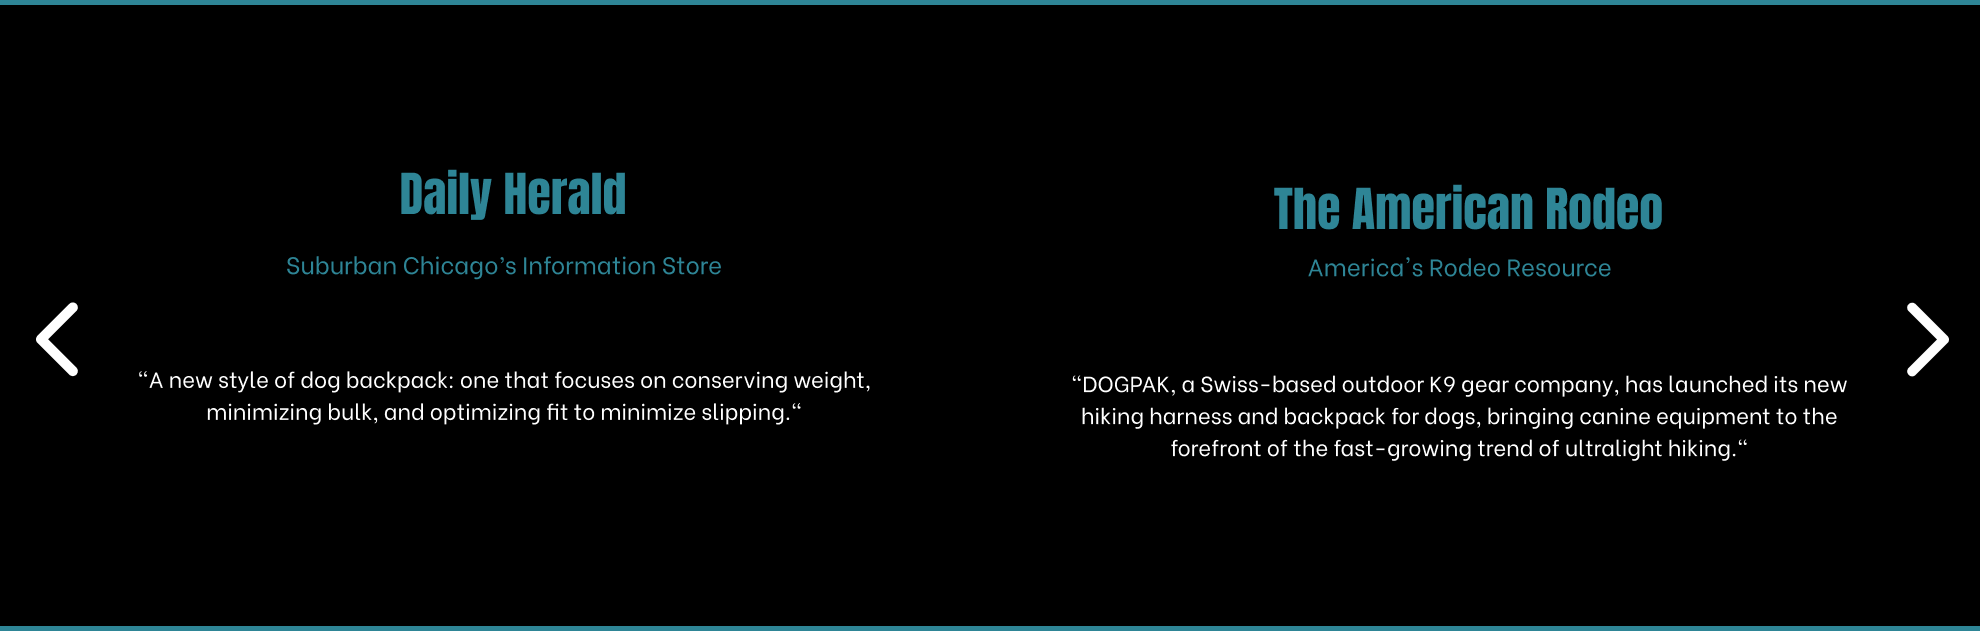 Daily Herald
Suburban Chicago's Information Store
“A new style of dog backpack: one that focuses on conserving weight,
minimizing bulk, and optimizing fit to minimize slipping.“
The American Rodeo
America's Rodeo Resource
“DOGPAK, a Swiss-based outdoor K9 gear company, has launched its new
hiking harness and backpack for dogs, bringing canine equipment to the
forefront of the fast-growing trend of ultralight hiking.“